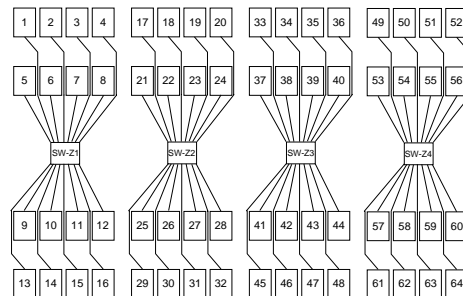 1 2 3 4 17 18 19 20 33 34 35 36 49 50 51 52
5 6 7 8 21 22 23 24 37 38 39 40 53 54 55 56
SW-Z1 SW-Z2 SW-Z3 SW-Z4
9 10 11 12 25 26 27 28 41 42 43 44 57 58 59 60
13 14 15 16 29 30 31 32 45 46 47 48 61 62 63 64